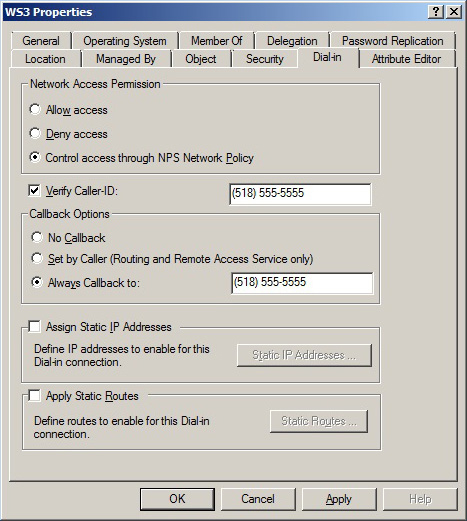 WS3 Properties
General
Operating System
Member Of
Delegation
Password Replication
Location
Managed By
Object
Security
Dial-in
Attribute Editor
Network Access Permission
Allow access
Deny access
Control access through NPS Network Policy
Verify Caller-ID:
(518) 555-5555
Callback Options
No Callback
Set by Caller (Routing and Remote Access Service only)
Always Callback to:
(518) 555-5555
Assign Static IP Addresses
Define IP addresses to enable for this
Dial-in connection.
Static IP Addresses ...
Apply Static Routes
Define routes to enable for this Dial-in
connection.
Static Routes ...
OK
Cancel
Apply
Help